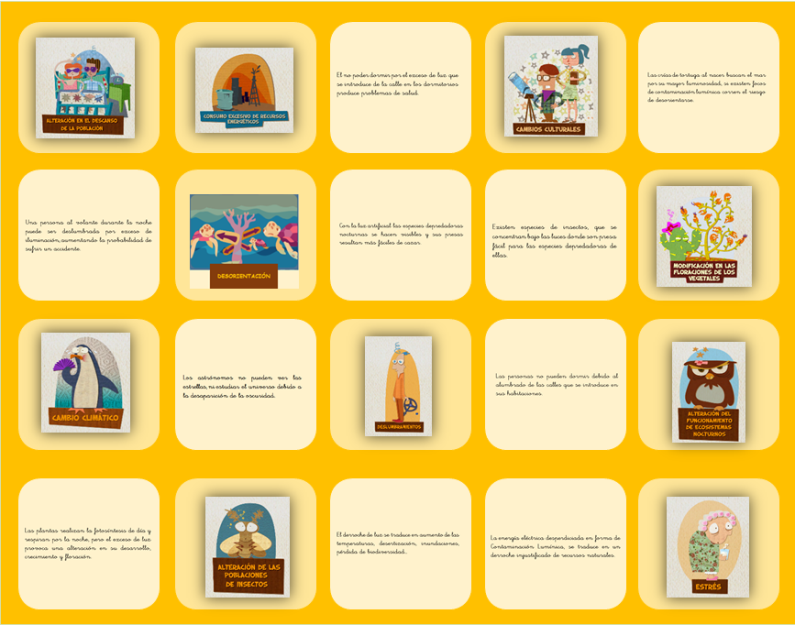 ALTERACIÓN EN EL DESCANSO
DE LA POBLACIÓN
CONSUMO EXCESIVO DE RECURSOS
ENERGÉTICOS
El no poder dormir por el exceso de luz que
se introduce de la calle en los dormitorios
produce problemas de salud.
CAMBIOS CULTURALES
Las crías de tortuga al nacer buscan el mar
por su mayor luminosidad, si existen focos
de contaminación lumínica corren el riesgo
de desorientarse.
Una persona al volante durante la noche
puede ser deslumbrada por exceso de
iluminación, aumentando la probabilidad de
sufrir un accidente.
DESORIENTACIÓN
Con la luz artificial las especies depredadoras
nocturnas se hacen visibles y sus presas
resultan más fáciles de cazar.
Existen especies de insectos, que se
concentran bajo las luces donde son presa
fácil para las especies depredadoras de
ellas.
MODIFICACIÓN EN LAS
FLORACIONES DE LOS
VEGETALES
CAMBIO CLIMÁTICO
Los astrónomos no pueden ver las
estrellas, ni estudiar el universo debido a
la desaparición de la oscuridad.
DESLUMBRAMIENTOS
Las personas no pueden dormir debido al
alumbrado de las calles que se introduce en
sus habitaciones.
ALTERACIÓN DEL
FUNCIONAMIENTO
DE ECOSISTEMAS
NOCTURNOS
Las plantas realizan la fotosíntesis de día y
respiran por la noche, pero el exceso de luz
provoca una alteración en su desarrollo,
crecimiento y floración.
ALTERACIÓN DE LAS
POBLACIONES
DE INSECTOS
El derroche de luz se traduce en aumento de las
temperaturas, desertización, inundaciones,
pérdida de biodiversidad...
La energía eléctrica desperdiciada en forma de
Contaminación Lumínica, se traduce en un
derroche injustificado de recursos naturales.
ESTRÉS